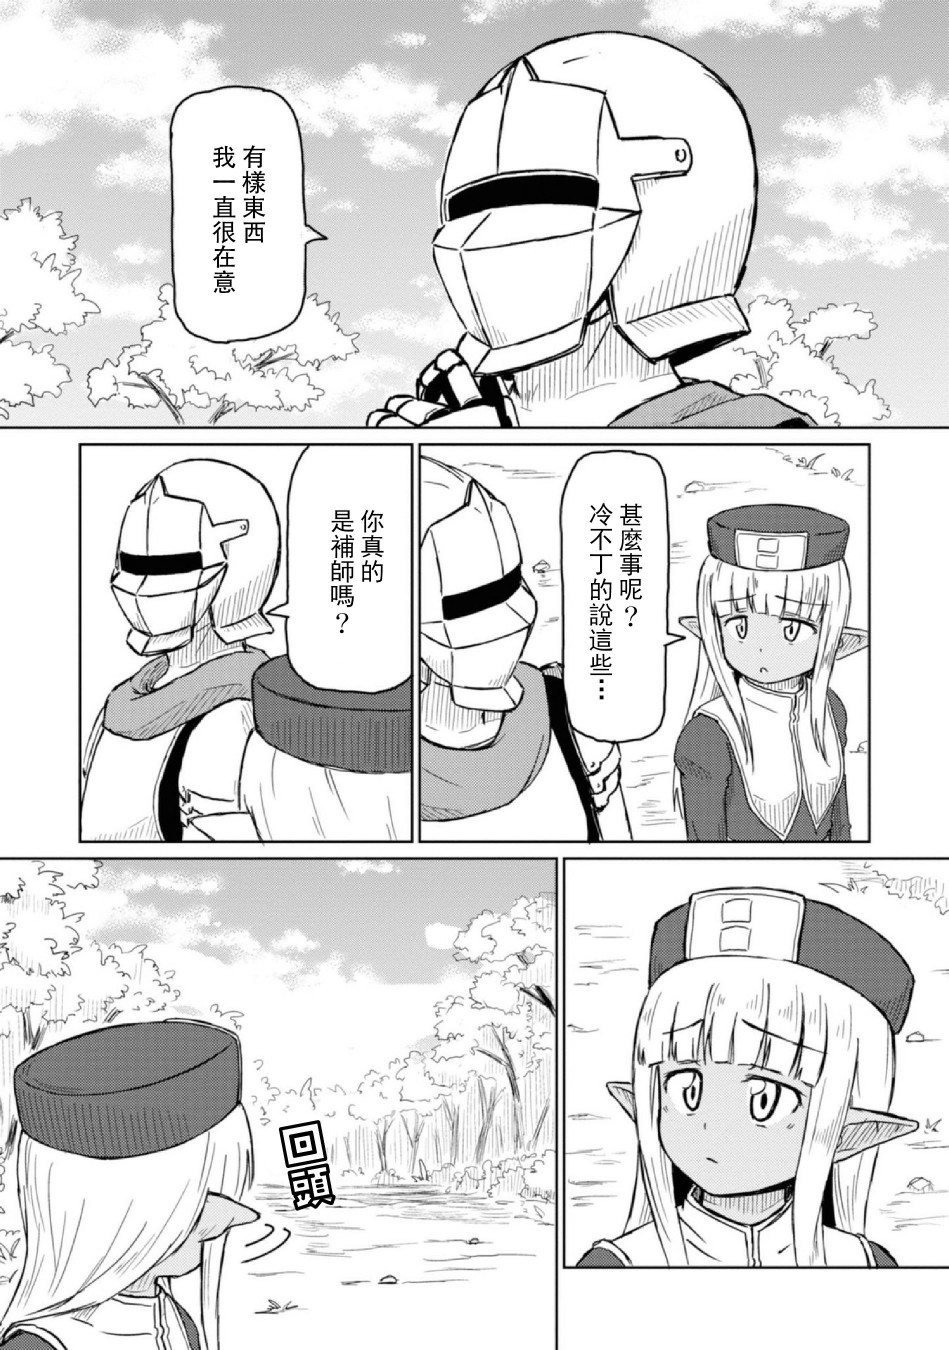 有樣東西
我一直很在意
甚麼事呢？
冷不丁的說這些…
你真的
是補師嗎？
回頭